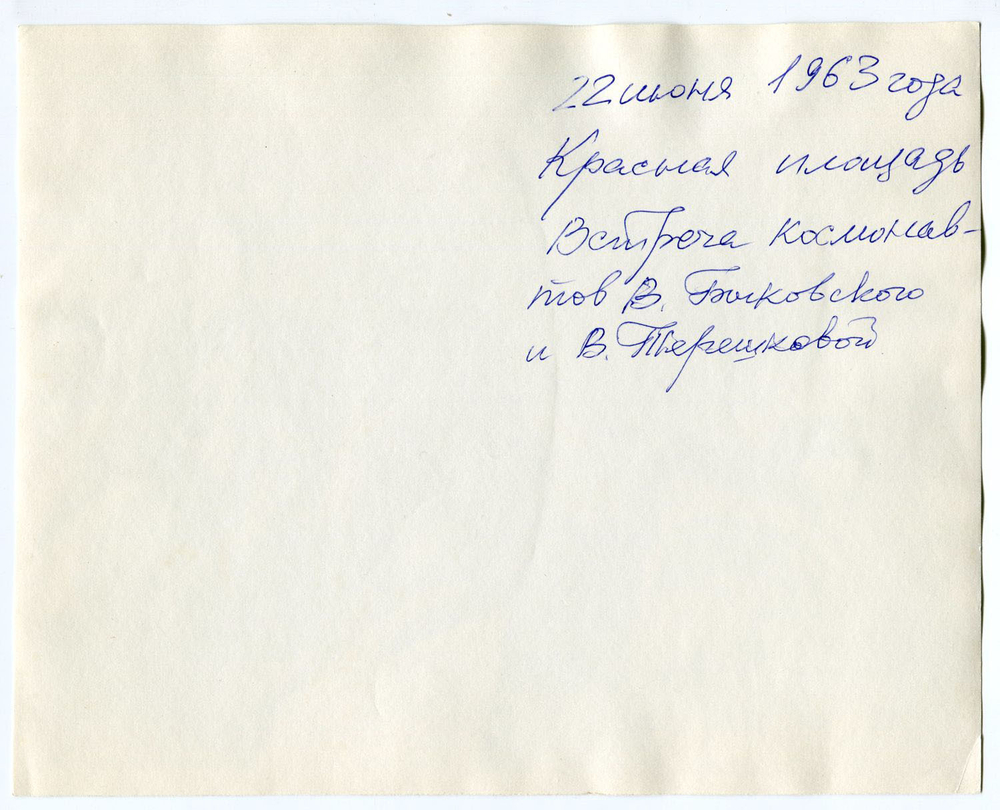 22 июня 1963 года
Красная площадь
Встреча космонав-
тов В. Быковского
и В. Терешковой